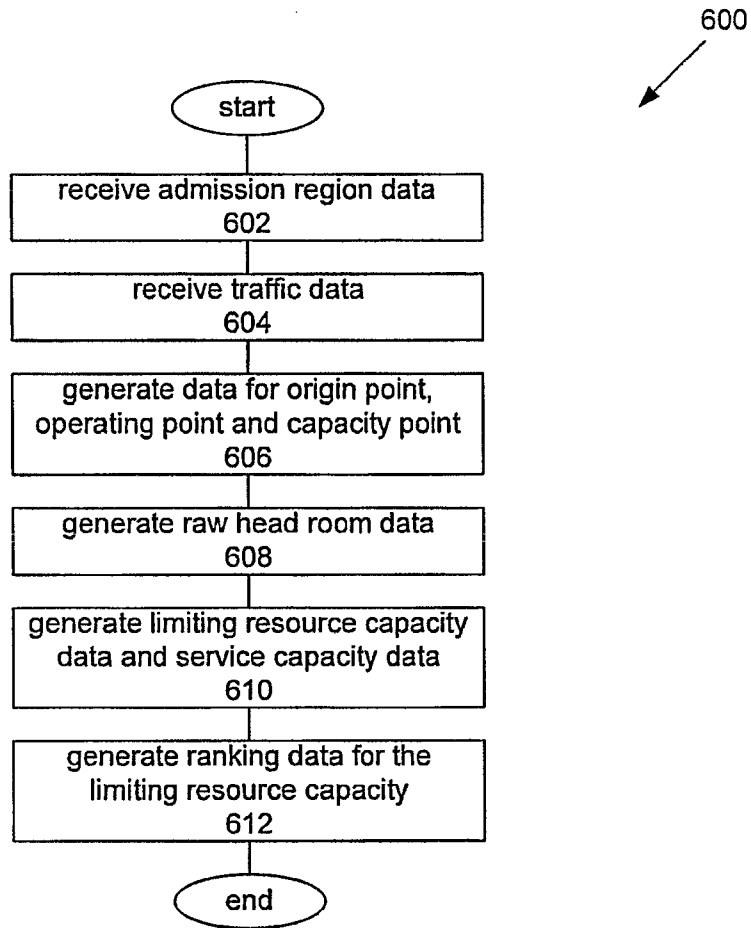 600
start
receive admission region data
602
receive traffic data
604
generate data for origin point,
operating point and capacity point
606
generate raw head room data
608
generate limiting resource capacity
data and service capacity data
610
generate ranking data for the
limiting resource capacity
612
end